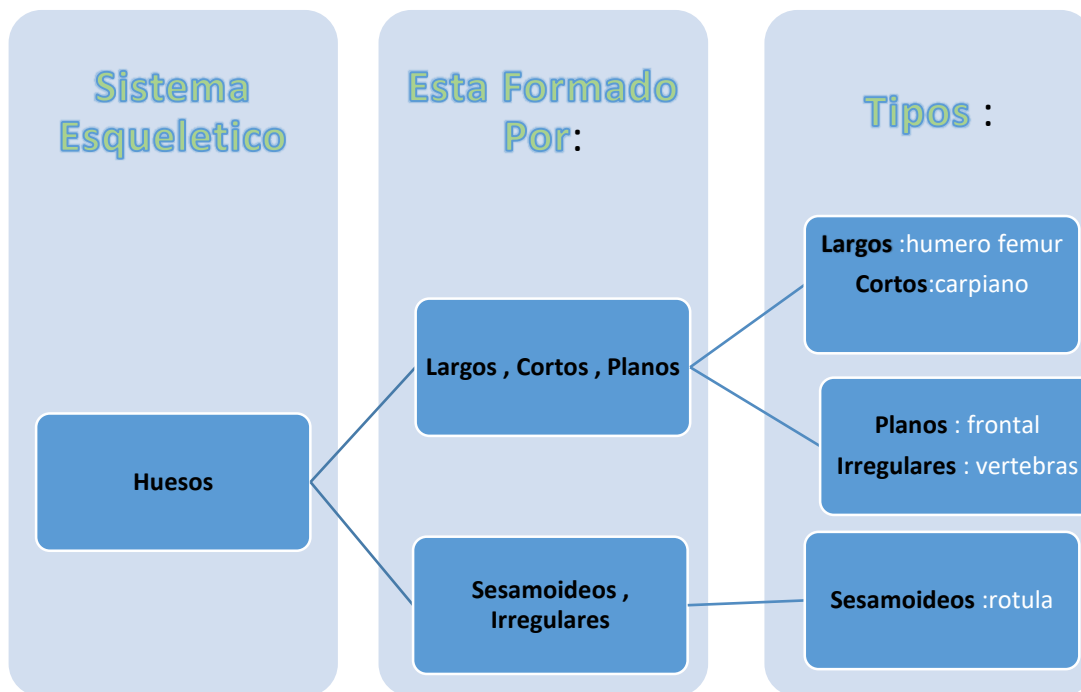 Sistema
Esqueletico
Esta Formado
Por:
Tipos :
Huesos
Largos , Cortos , Planos
Sesamoideos ,
Irregulares
Largos :humero femur
Cortos:carpiano
Planos : frontal
Irregulares : vertebras
Sesamoideos :rotula